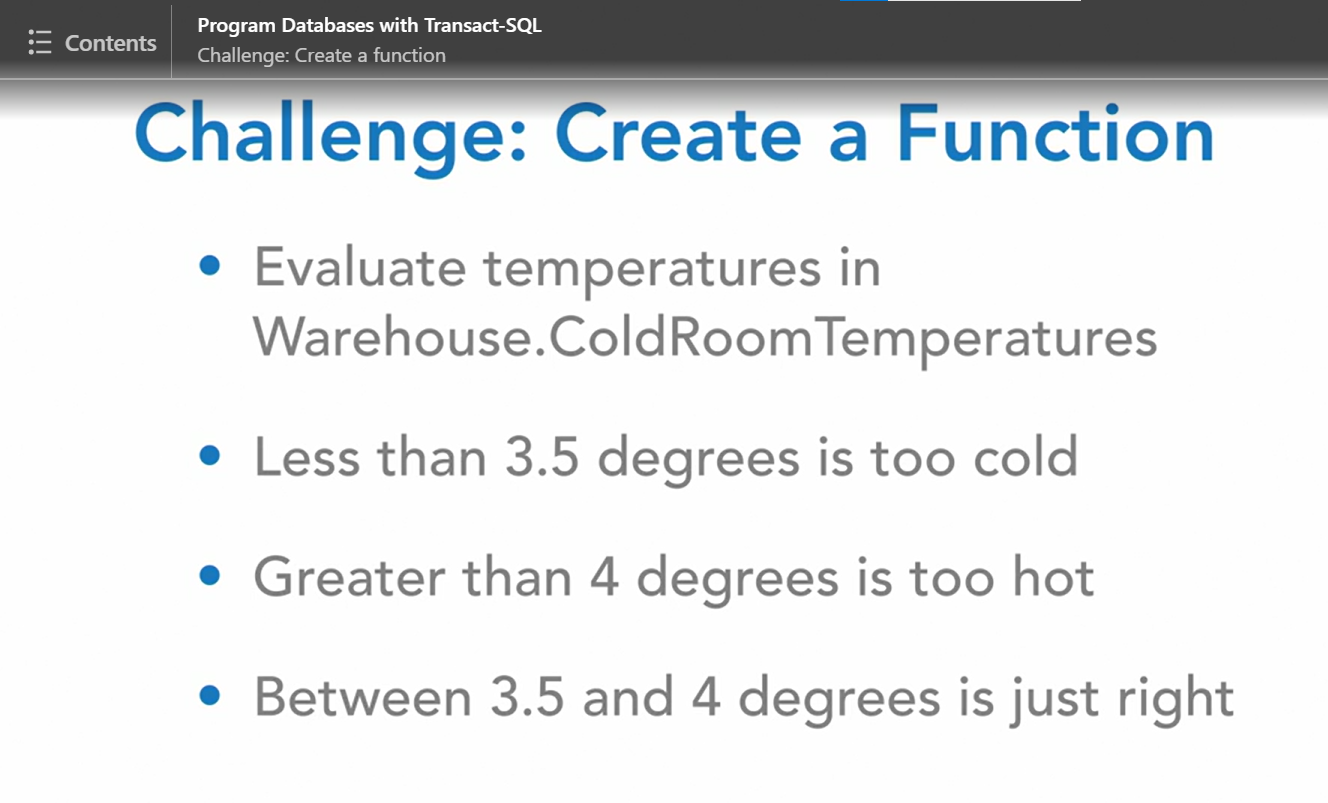 Contents
Program Databases with Transact-SQL
Challenge: Create a function
Challenge: Create a Function
• Evaluate temperatures in
Warehouse.ColdRoomTemperatures
• Less than 3.5 degrees is too cold
• Greater than 4 degrees is too hot
• Between 3.5 and 4 degrees is just right